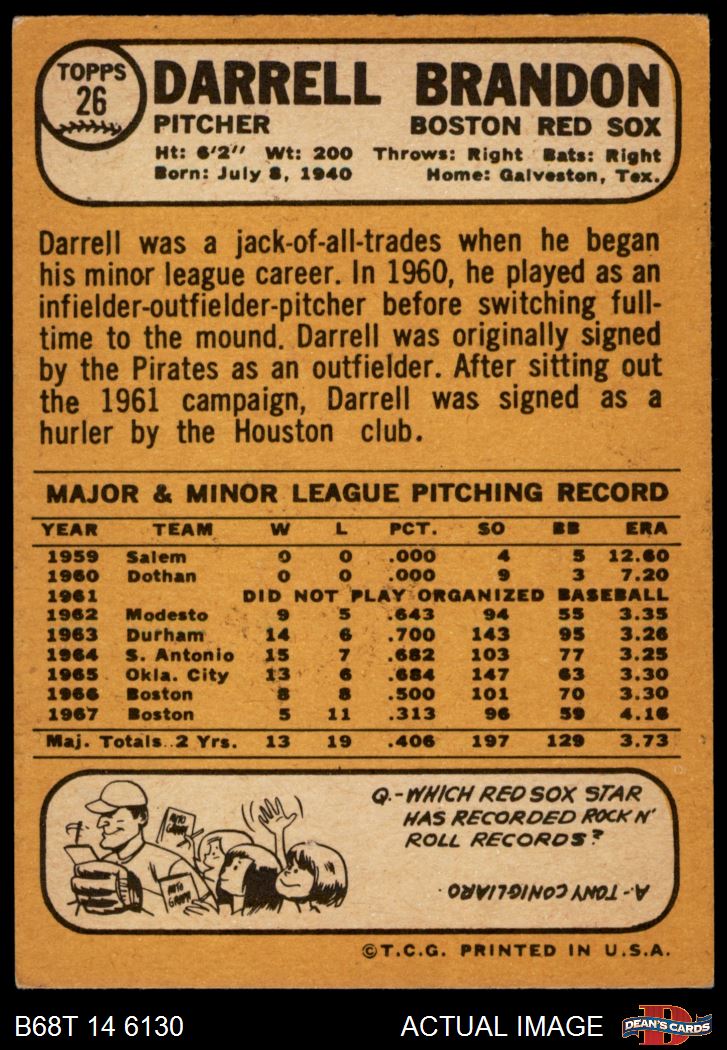 TOPPS
26
DARRELL BRANDON
PITCHER BOSTON RED SOX
Ht: 6'2" Wt: 200 Throws: Right Bats: Right
Born: July 8, 1940 Home: Galveston, Tex.
Darrell was a jack-of-all-trades when he began
his minor league career. In 1960, he played as an
infielder-outfielder-pitcher before switching full-
time to the mound. Darrell was originally signed
by the Pirates as an outfielder. After sitting out
the 1961 campaign, Darrell was signed as a
hurler by the Houston club.
MAJOR & MINOR LEAGUE PITCHING RECORD
YEAR TEAM W L PCT. SO BB ERA
1959 Salem 0 0 .000 4 5 12.60
1960 Dothan 0 0 .000 9 3 7.20
1961 DID NOT PLAY ORGANIZED BASEBALL
1962 Modesto 9 5 .643 94 55 3.35
1963 Durham 14 6 .700 143 95 3.26
1964 S. Antonio 15 7 .682 103 77 3.25
1965 Okla. City 13 6 .684 147 63 3.30
1966 Boston 8 8 .500 101 70 3.30
1967 Boston 5 11 .313 96 59 4.16
Maj. Totals..2 Yrs. 13 19 .406 197 129 3.73
AUTO
GRAPH
AUTO
GRAPH
Q.-WHICH RED SOX STAR
HAS RECORDED ROCK N'
ROLL RECORDS?
A-TONY CONIGLIARO.
©T.C.G. PRINTED IN U.S.A.
B68T 14 6130 ACTUAL IMAGE
D
DEAN'S CARDS